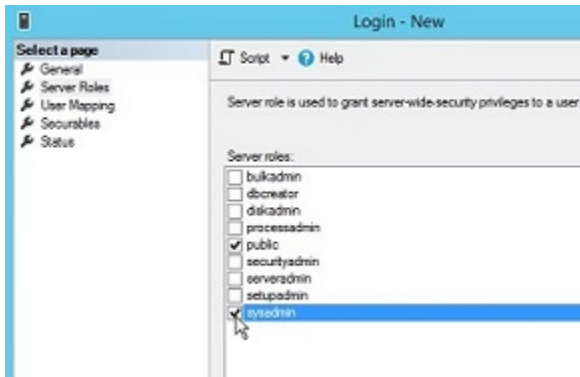 Login - New
Select a page
General
Server Roles
User Mapping
Securables
Status
Script Help
Server role is used to grant server-wide-security privileges to a user
Server roles:
bulkadmin
dbcreator
diskadmin
processadmin
public
securityadmin
serveradmin
setupadmin
sysadmin